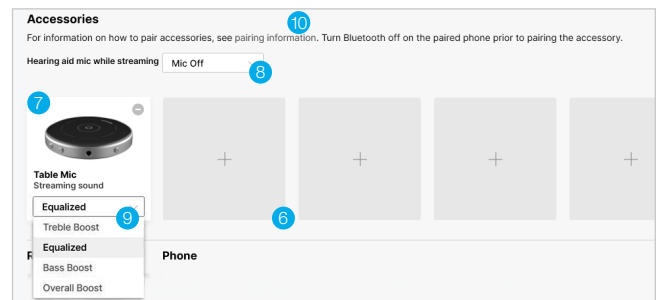 Accessories
10
For information on how to pair accessories, see pairing information. Turn Bluetooth off on the paired phone prior to pairing the accessory.
Hearing aid mic while streaming Mic Off
8
7
Table Mic
Streaming sound
Equalized
9
6
Treble Boost
Equalized
R Phone
Bass Boost
Overall Boost